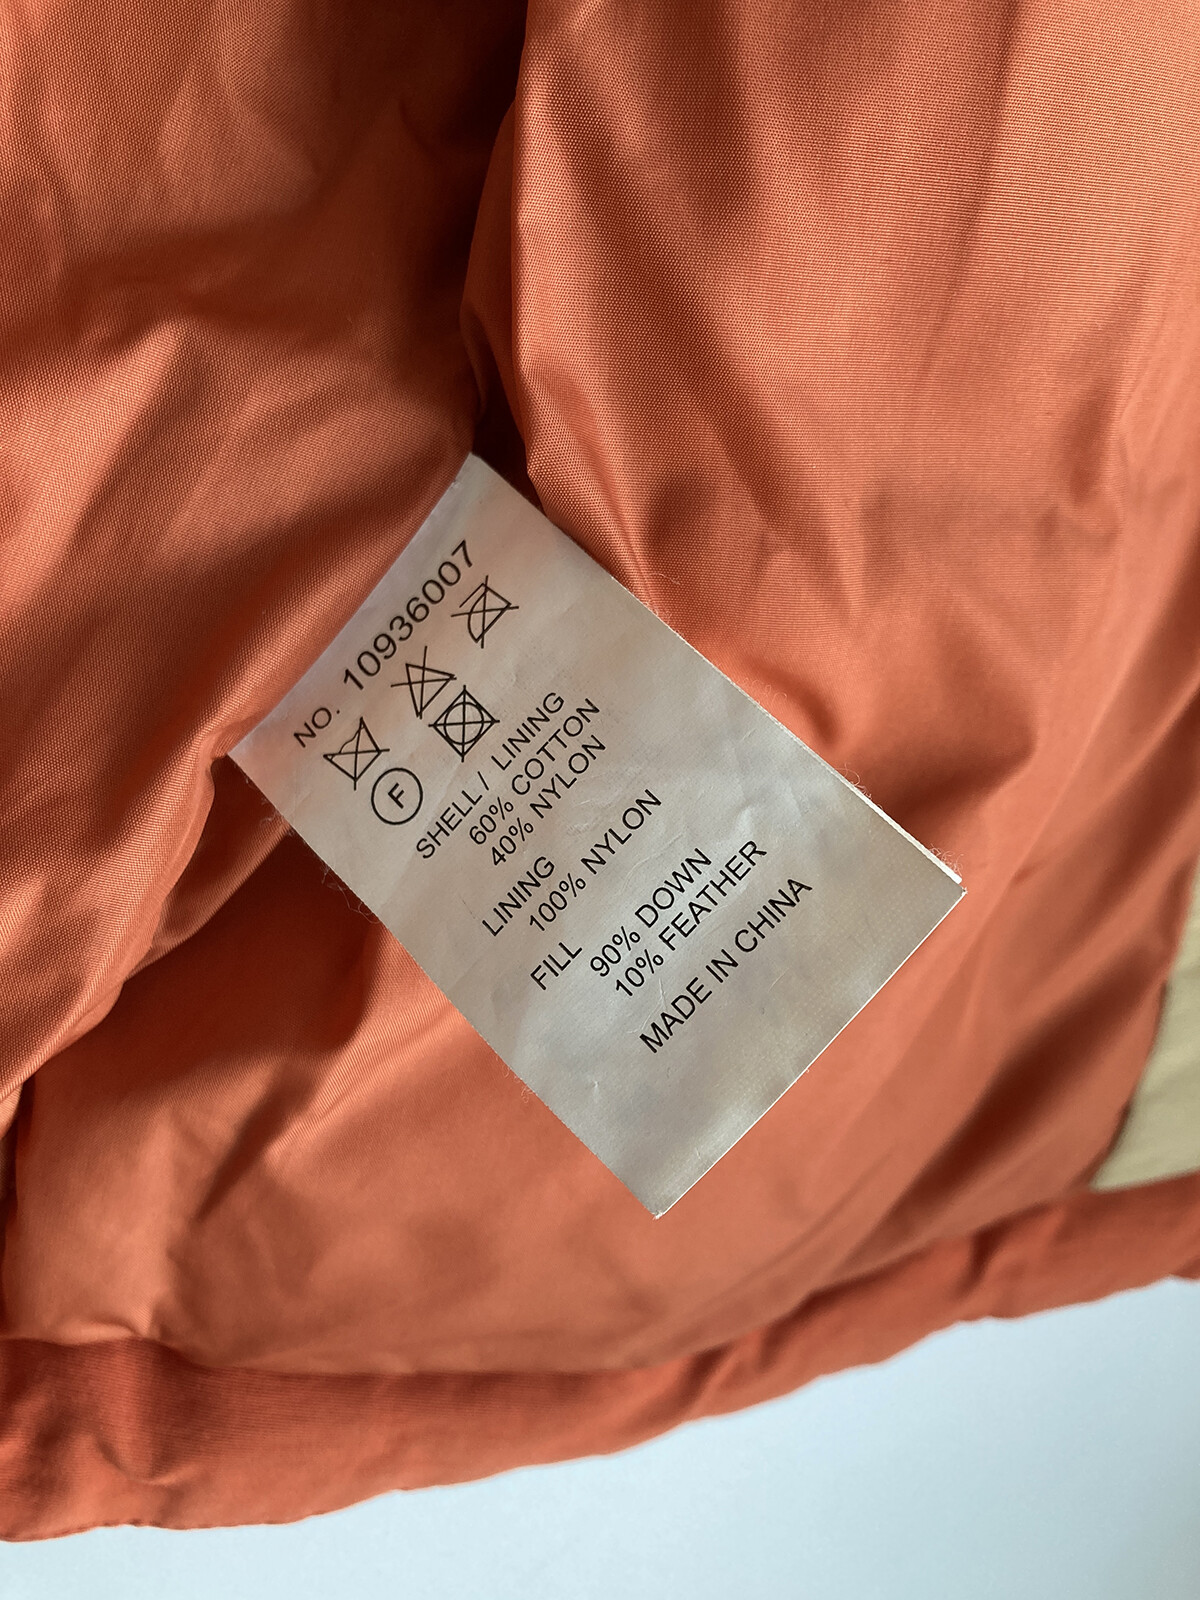 NO. 10936007
F
SHELL / LINING
60% COTTON
40% NYLON
LINING
100% NYLON
FILL
90% DOWN
10% FEATHER
MADE IN CHINA